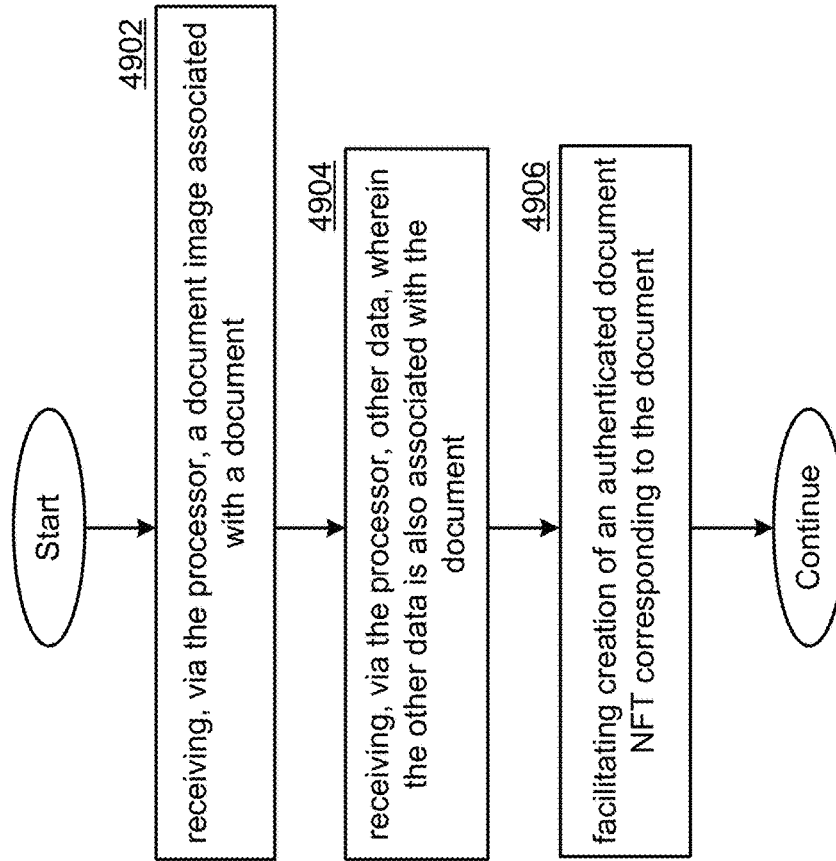 Start
4902
receiving, via the processor, a document image associated
with a document
4904
receiving, via the processor, other data, wherein
the other data is also associated with the
document
4906
facilitating creation of an authenticated document
NFT corresponding to the document
Continue